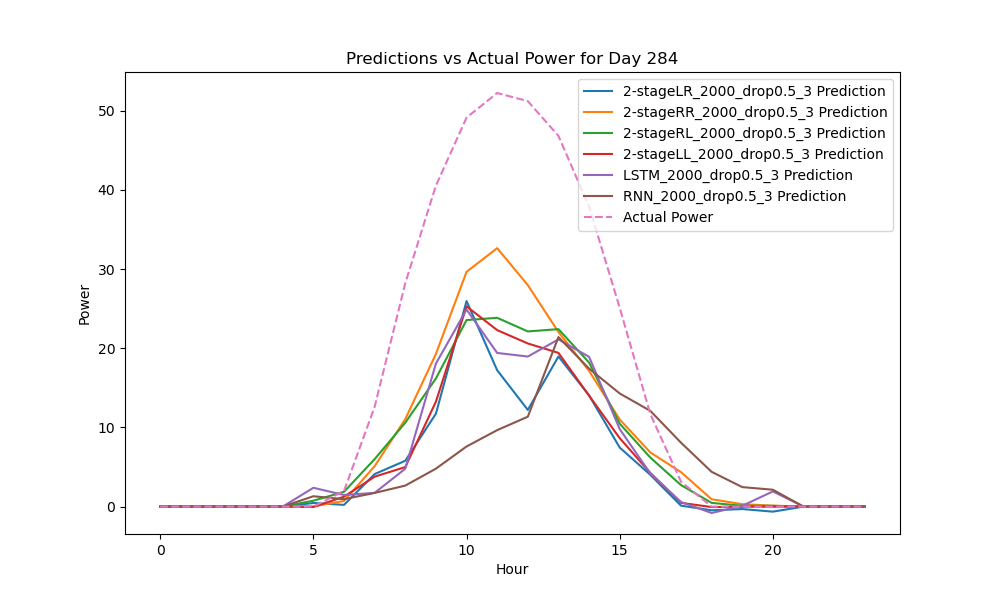 Predictions vs Actual Power for Day 284
2-stageLR_2000_drop0.5_3 Prediction
2-stageRR_2000_drop0.5_3 Prediction
2-stageRL_2000_drop0.5_3 Prediction
2-stageLL_2000_drop0.5_3 Prediction
LSTM_2000_drop0.5_3 Prediction
RNN_2000_drop0.5_3 Prediction
Actual Power
Power
50
40
30
20
10
0
0 5 10 15 20
Hour